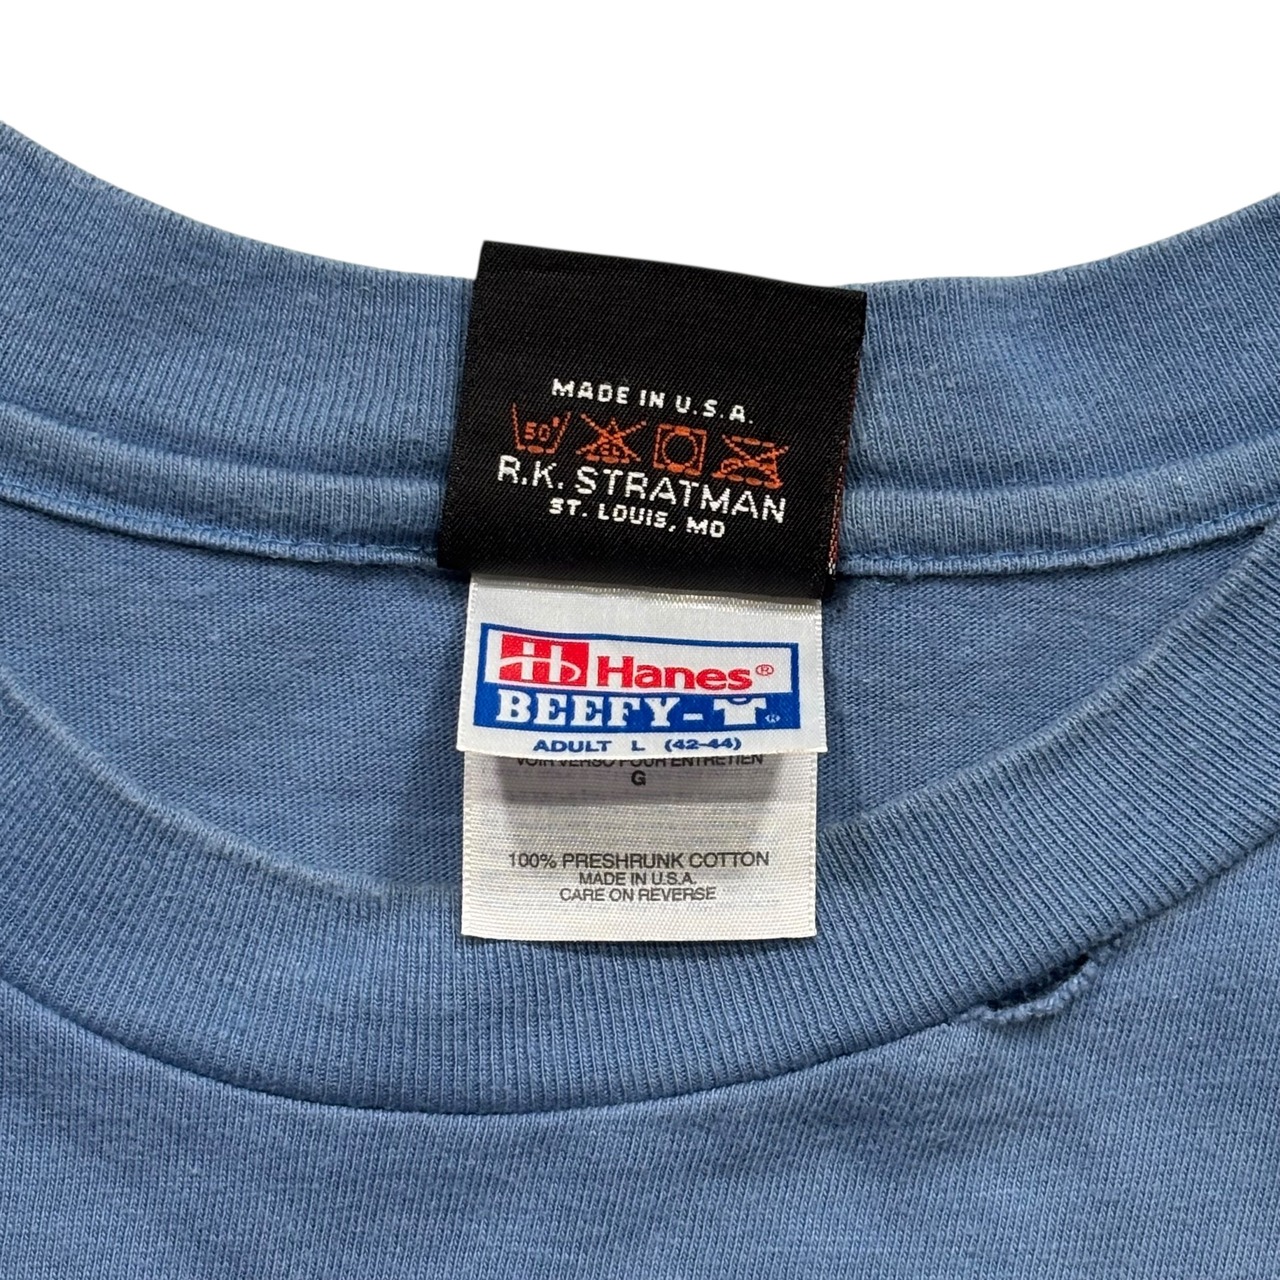 MADE IN U.S.A.
50° CL
R.K. STRATMAN
ST. LOUIS, MO
Hanes®
BEEFY-T®
ADULT L (42-44)
VOIR VERSO POUR ENTRETIEN
G
100% PRESHRUNK COTTON
MADE IN U.S.A.
CARE ON REVERSE